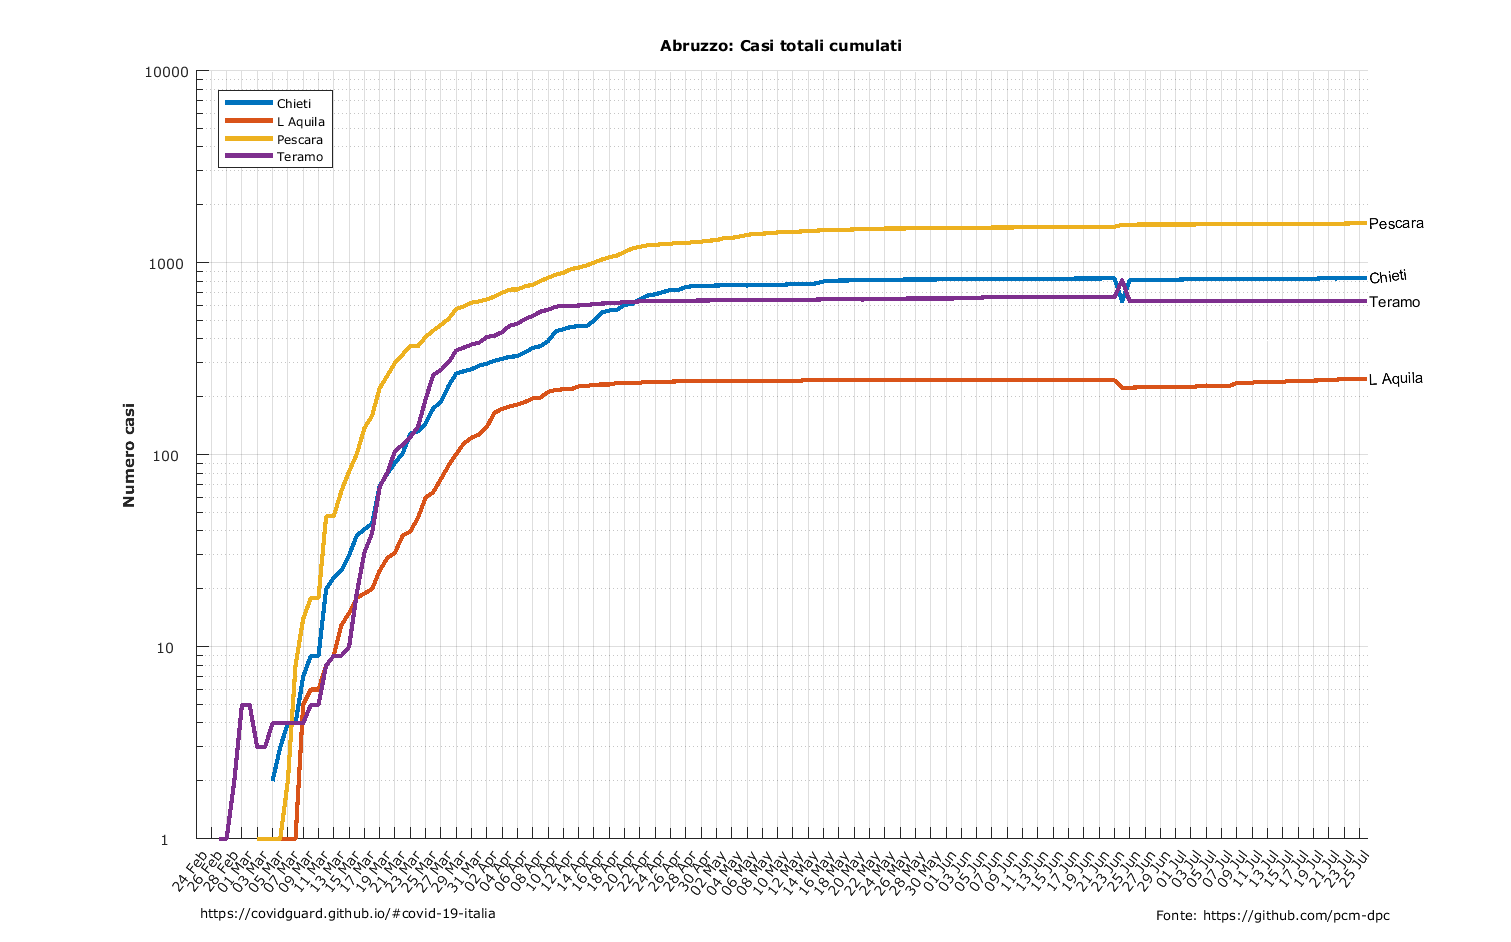 Abruzzo: Casi totali cumulati
10000
1000
100
10
1
Numero casi
Chieti
L Aquila
Pescara
Teramo
Pescara
Chieti
Teramo
L Aquila
24 Feb
26 Feb
28 Feb
01 Mar
03 Mar
05 Mar
07 Mar
09 Mar
11 Mar
13 Mar
15 Mar
17 Mar
19 Mar
21 Mar
23 Mar
25 Mar
27 Mar
29 Mar
31 Mar
02 Apr
04 Apr
06 Apr
08 Apr
10 Apr
12 Apr
14 Apr
16 Apr
18 Apr
20 Apr
22 Apr
24 Apr
26 Apr
28 Apr
30 Apr
02 May
04 May
06 May
08 May
10 May
12 May
14 May
16 May
18 May
20 May
22 May
24 May
26 May
28 May
30 May
01 Jun
03 Jun
05 Jun
07 Jun
09 Jun
11 Jun
13 Jun
15 Jun
17 Jun
19 Jun
21 Jun
23 Jun
25 Jun
27 Jun
29 Jun
01 Jul
03 Jul
05 Jul
07 Jul
09 Jul
11 Jul
13 Jul
15 Jul
17 Jul
19 Jul
21 Jul
23 Jul
25 Jul
https://covidguard.github.io/#covid-19-italia
Fonte: https://github.com/pcm-dpc